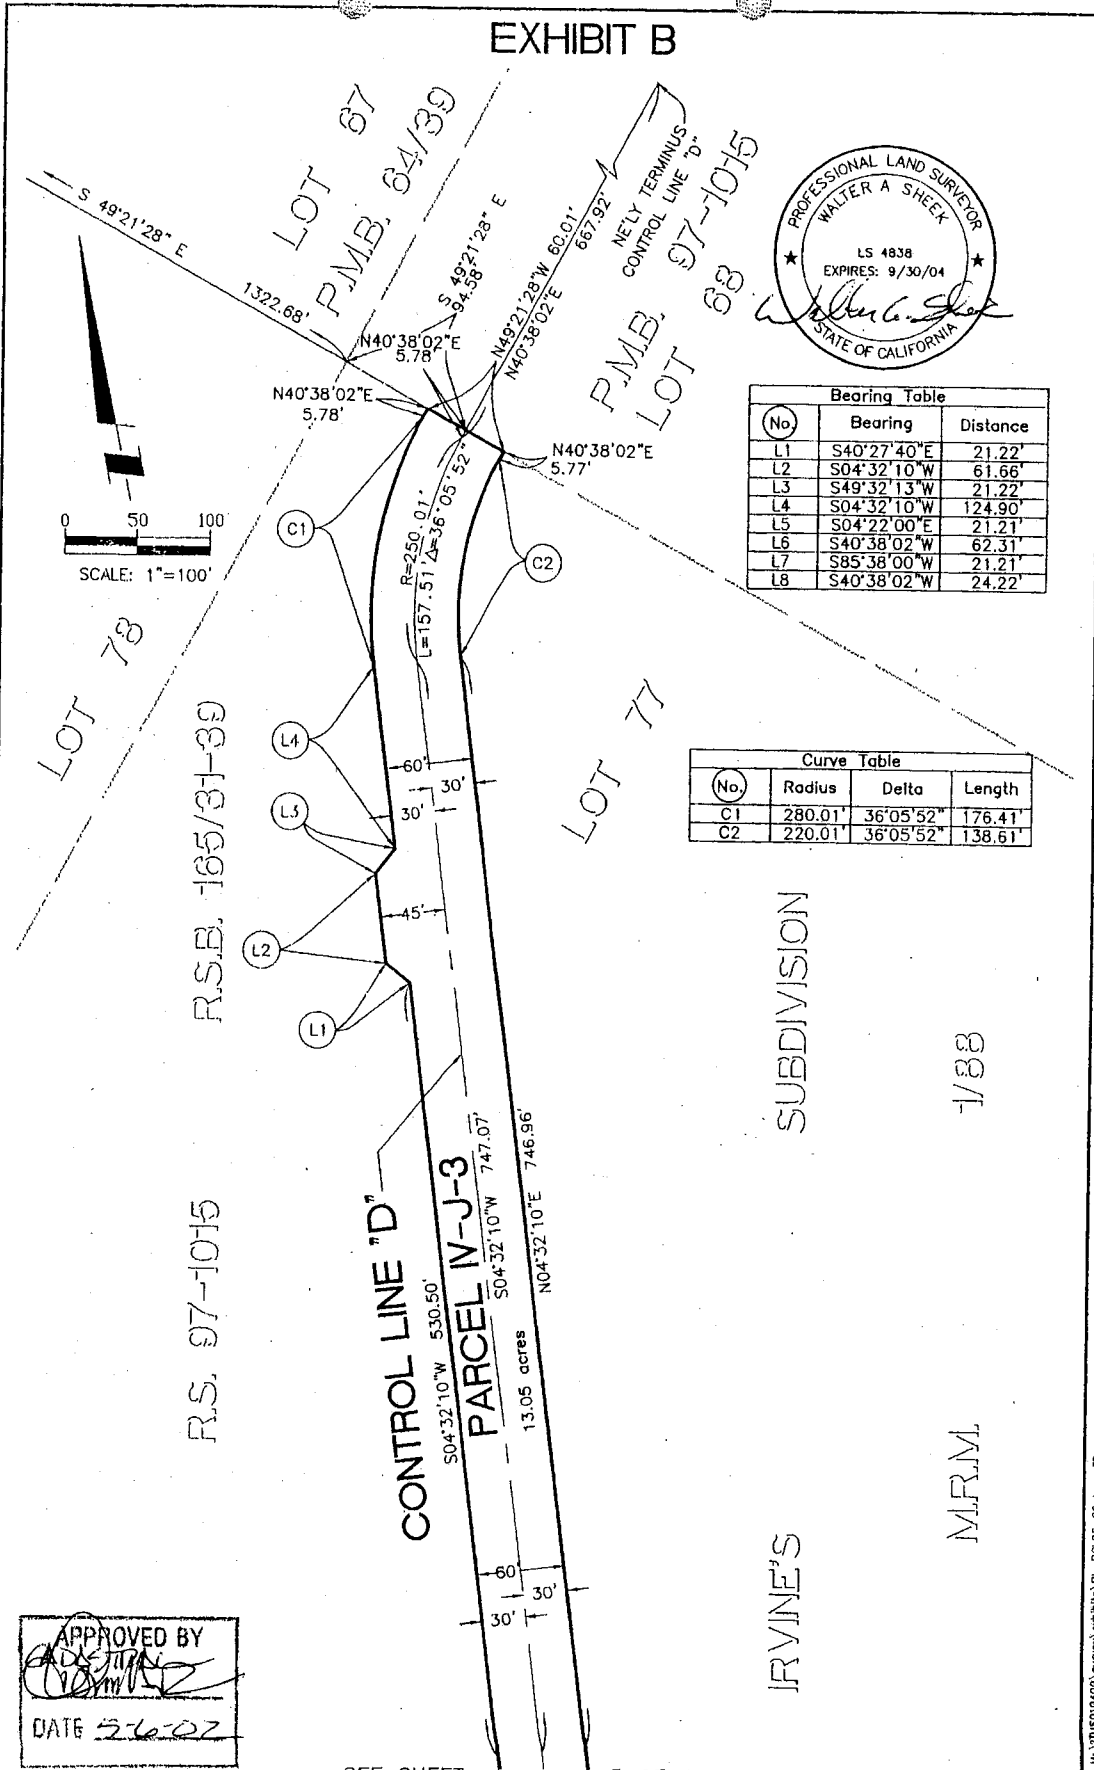 EXHIBIT B
LOT 67
P.M.B. 64/39
S 49°21'28" E
1322.68'
S 49°21'28" E
94.58'
N40°38'02"E
5.78'
N40°38'02"E
5.78'
N49°21'28"W 60.01'
N40°38'02"E 667.92'
NE'LY TERMINUS
CONTROL LINE "D"
P.M.B. 97-1015
LOT 68
N40°38'02"E
5.77'
PROFESSIONAL LAND SURVEYOR
WALTER A SHEEK
LS 4838
EXPIRES: 9/30/04
STATE OF CALIFORNIA
Bearing Table
No. Bearing Distance
L1 S40°27'40"E 21.22'
L2 S04°32'10"W 61.66'
L3 S49°32'13"W 21.22'
L4 S04°32'10"W 124.90'
L5 S04°22'00"E 21.21'
L6 S40°38'02"W 62.31'
L7 S85°38'00"W 21.21'
L8 S40°38'02"W 24.22'
0 50 100
SCALE: 1"=100'
C1
R=250.01'
L=157.51' Δ=36°05'52"
C2
LOT 78
R.S.B. 165/31-39
L4
60'
30'
30'
L3
LOT 77
Curve Table
No. Radius Delta Length
C1 280.01' 36°05'52" 176.41'
C2 220.01' 36°05'52" 138.61'
45'
L2
L1
SUBDIVISION
1/88
R.S. 97-1015
CONTROL LINE "D"
S04°32'10"W 530.50'
PARCEL IV-J-3
S04°32'10"W 747.07'
13.05 acres
N04°32'10"E 746.96'
IRVINE'S
M.R.M.
60'
30'
30'
APPROVED BY
DATE 5-6-02
SEE SHEET